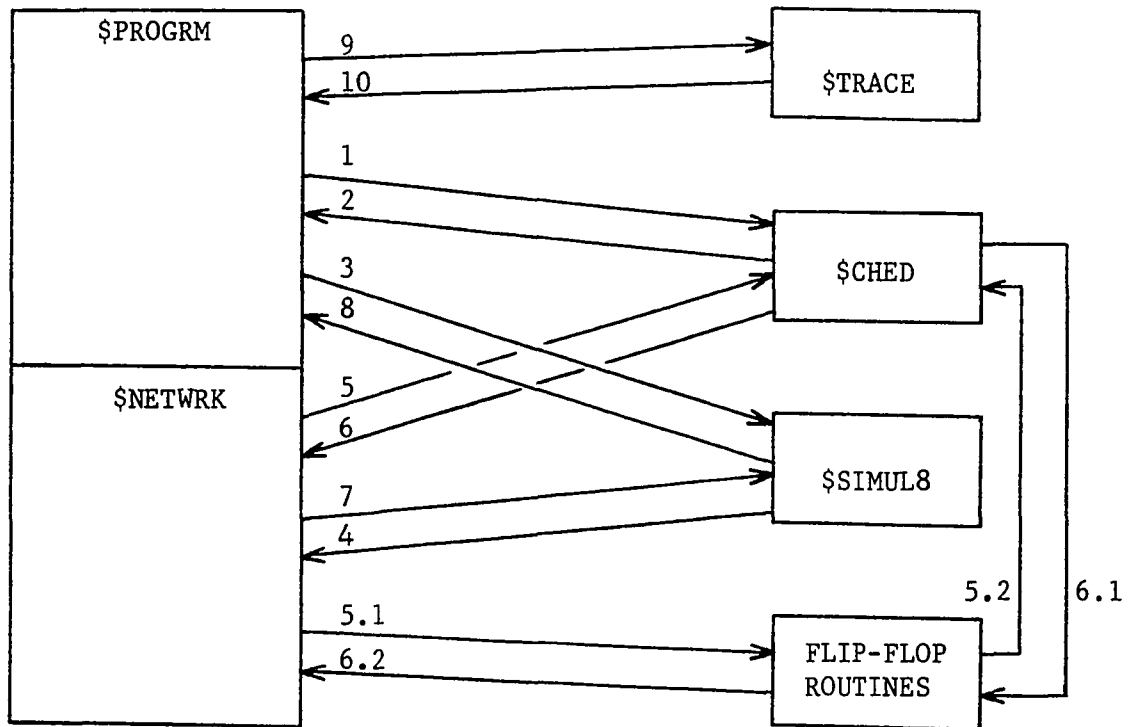 $PROGRM
9
10
$TRACE
1
2
$CHED
3
8
$NETWRK
5
6
$SIMUL8
7
4
5.2
6.1
5.1
6.2
FLIP-FLOP
ROUTINES